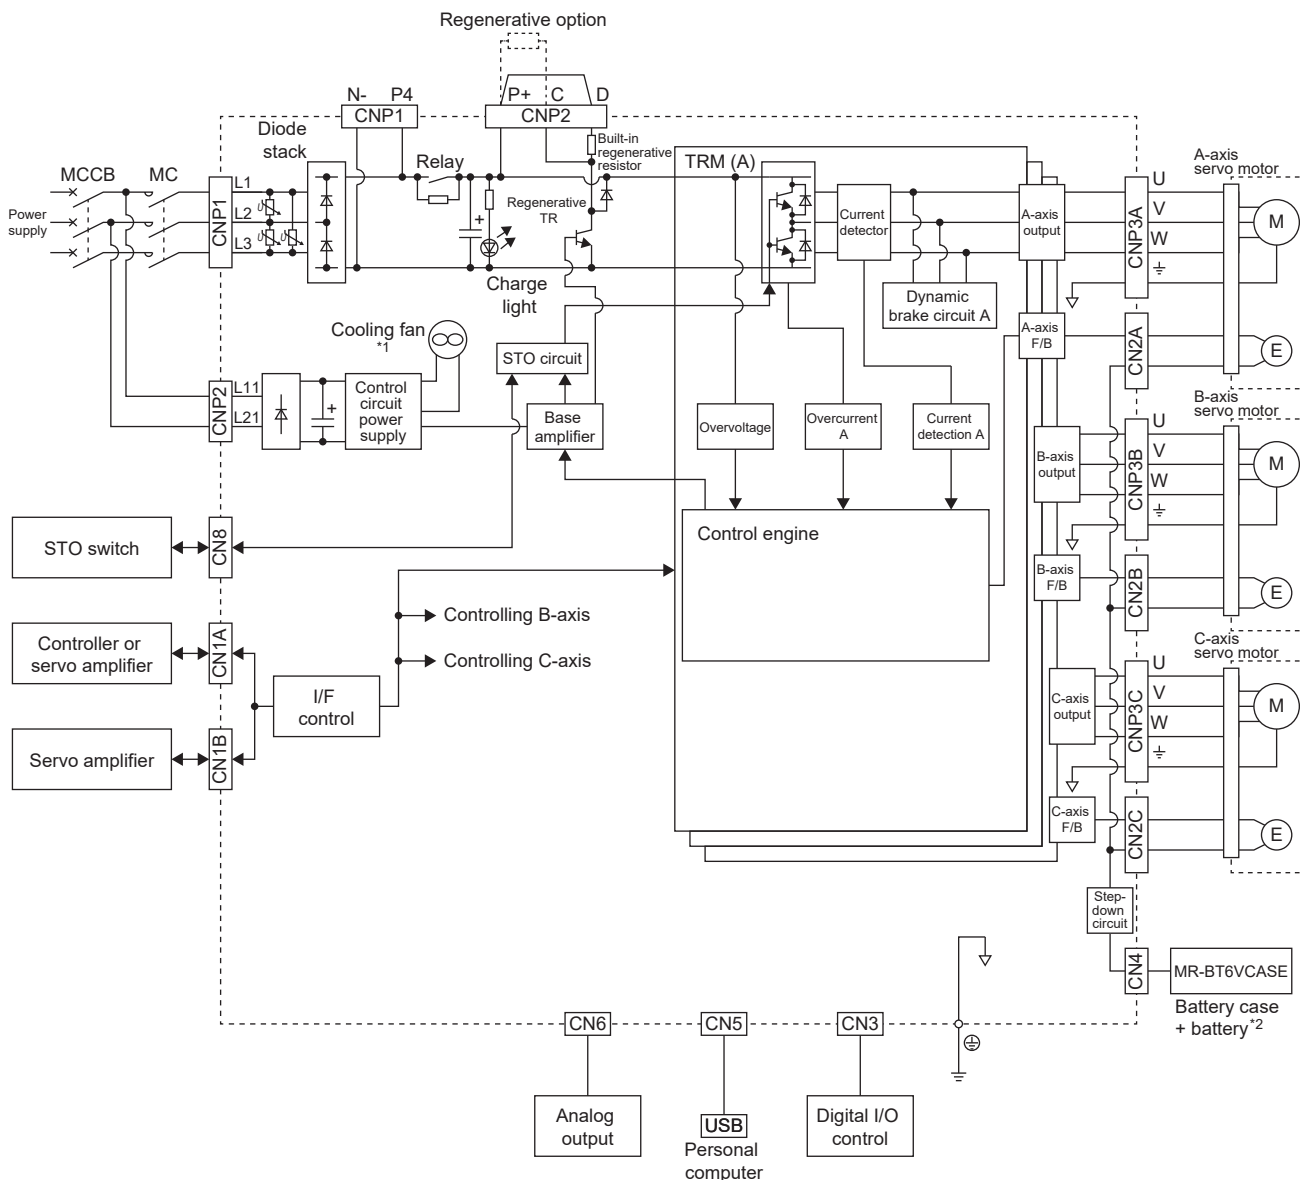 Regenerative option
N- P4
CNP1
P+ C D
CNP2
Diode
stack
Relay
Built-in
regenerative
resistor
TRM (A)
A-axis
servo motor
MCCB MC
Power
supply
CNP1
L1
L2
L3
Regenerative
TR
+
Charge
light
Current
detector
A-axis
output
CNP3A
U
V
W
M
Dynamic
brake circuit A
A-axis
F/B
CN2A
E
Cooling fan
*1
STO circuit
CNP2
L11
L21
+
Control
circuit
power
supply
Base
amplifier
Overvoltage
Overcurrent
A
Current
detection A
B-axis
servo motor
B-axis
output
CNP3B
U
V
W
M
STO switch
CN8
Control engine
B-axis
F/B
CN2B
E
Controlling B-axis
Controller or
servo amplifier
CN1A
Controlling C-axis
I/F
control
Servo amplifier
CN1B
C-axis
servo motor
C-axis
output
CNP3C
U
V
W
M
C-axis
F/B
CN2C
E
Step-
down
circuit
CN4
MR-BT6VCASE
Battery case
+ battery*2
CN6
CN5
CN3
Analog
output
USB
Personal
computer
Digital I/O
control